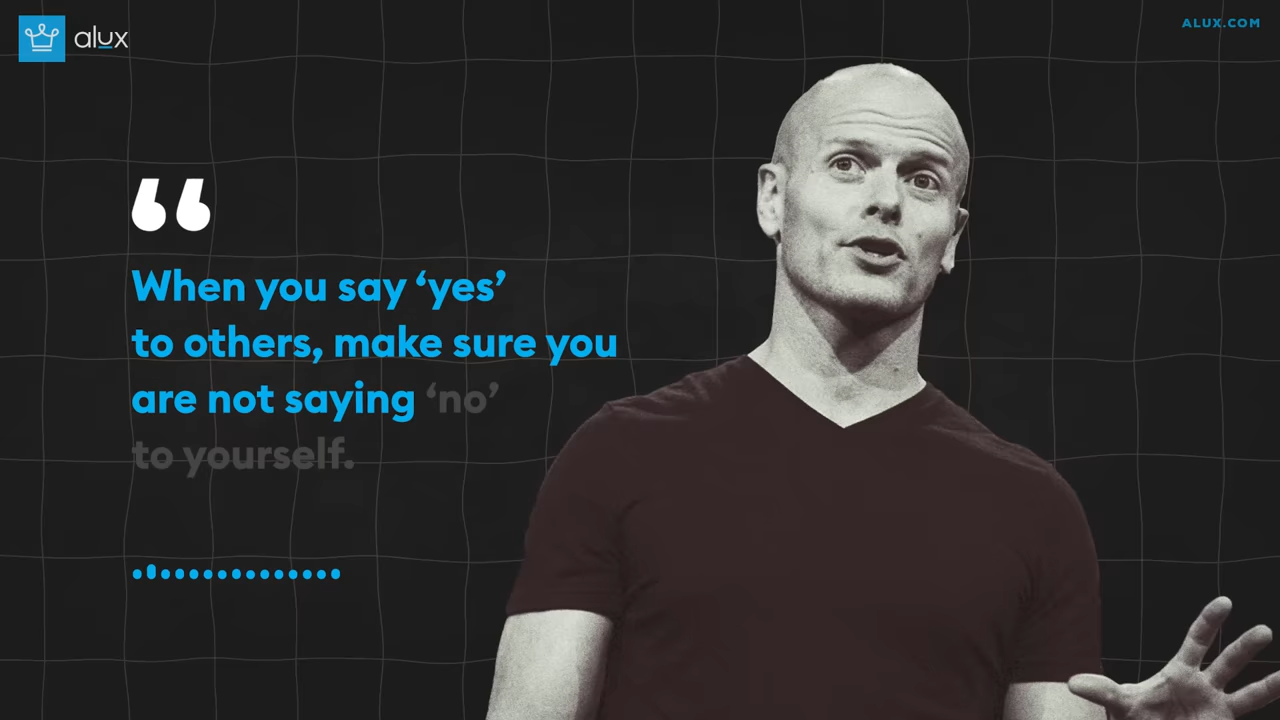 alux
ALUX.COM
“
When you say ‘yes’
to others, make sure you
are not saying ‘no’
to yourself.